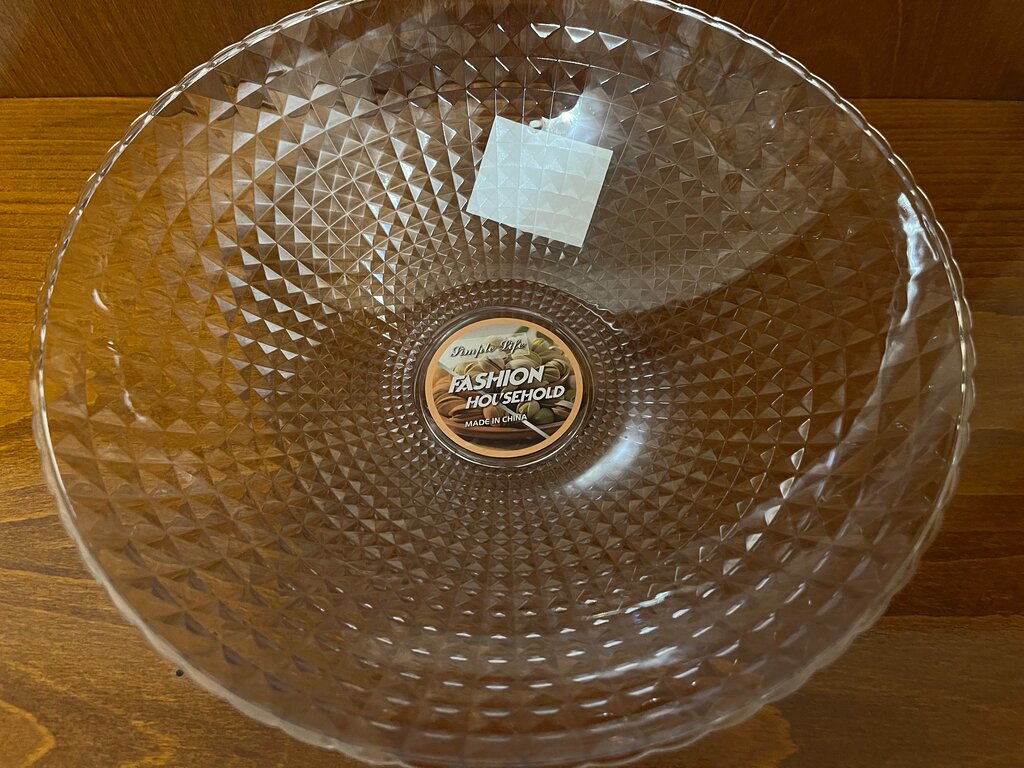 Simple Life
FASHION
HOUSEHOLD
MADE IN CHINA